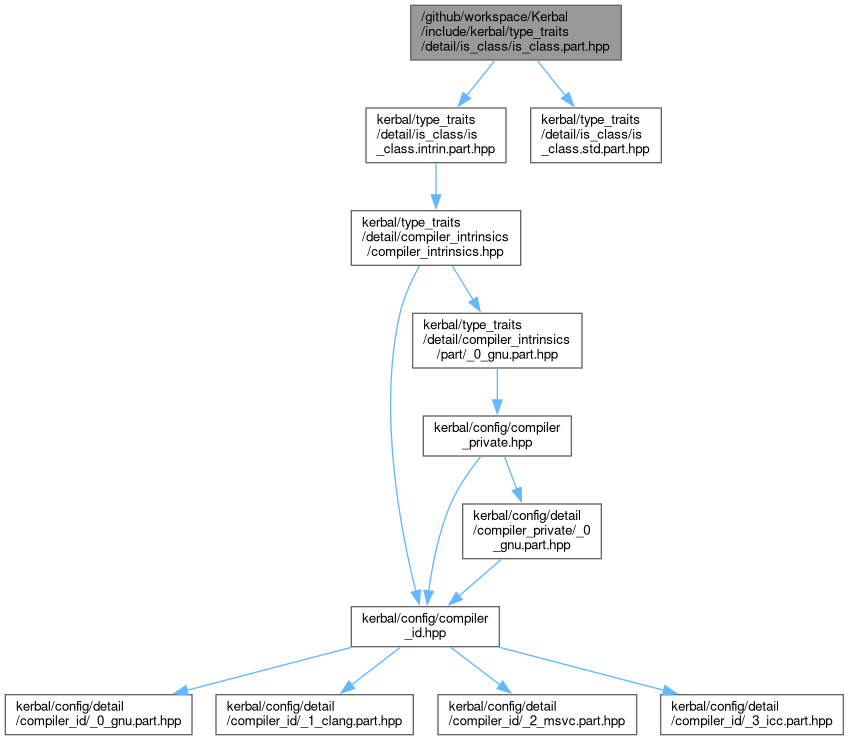 /github/workspace/Kerbal
/include/kerbal/type_traits
/detail/is_class/is_class.part.hpp
kerbal/type_traits
/detail/is_class/is
_class.intrin.part.hpp
kerbal/type_traits
/detail/is_class/is
_class.std.part.hpp
kerbal/type_traits
/detail/compiler_intrinsics
/compiler_intrinsics.hpp
kerbal/type_traits
/detail/compiler_intrinsics
/part/_0_gnu.part.hpp
kerbal/config/compiler
_private.hpp
kerbal/config/detail
/compiler_private/_0
_gnu.part.hpp
kerbal/config/compiler
_id.hpp
kerbal/config/detail
/compiler_id/_0_gnu.part.hpp
kerbal/config/detail
/compiler_id/_1_clang.part.hpp
kerbal/config/detail
/compiler_id/_2_msvc.part.hpp
kerbal/config/detail
/compiler_id/_3_icc.part.hpp